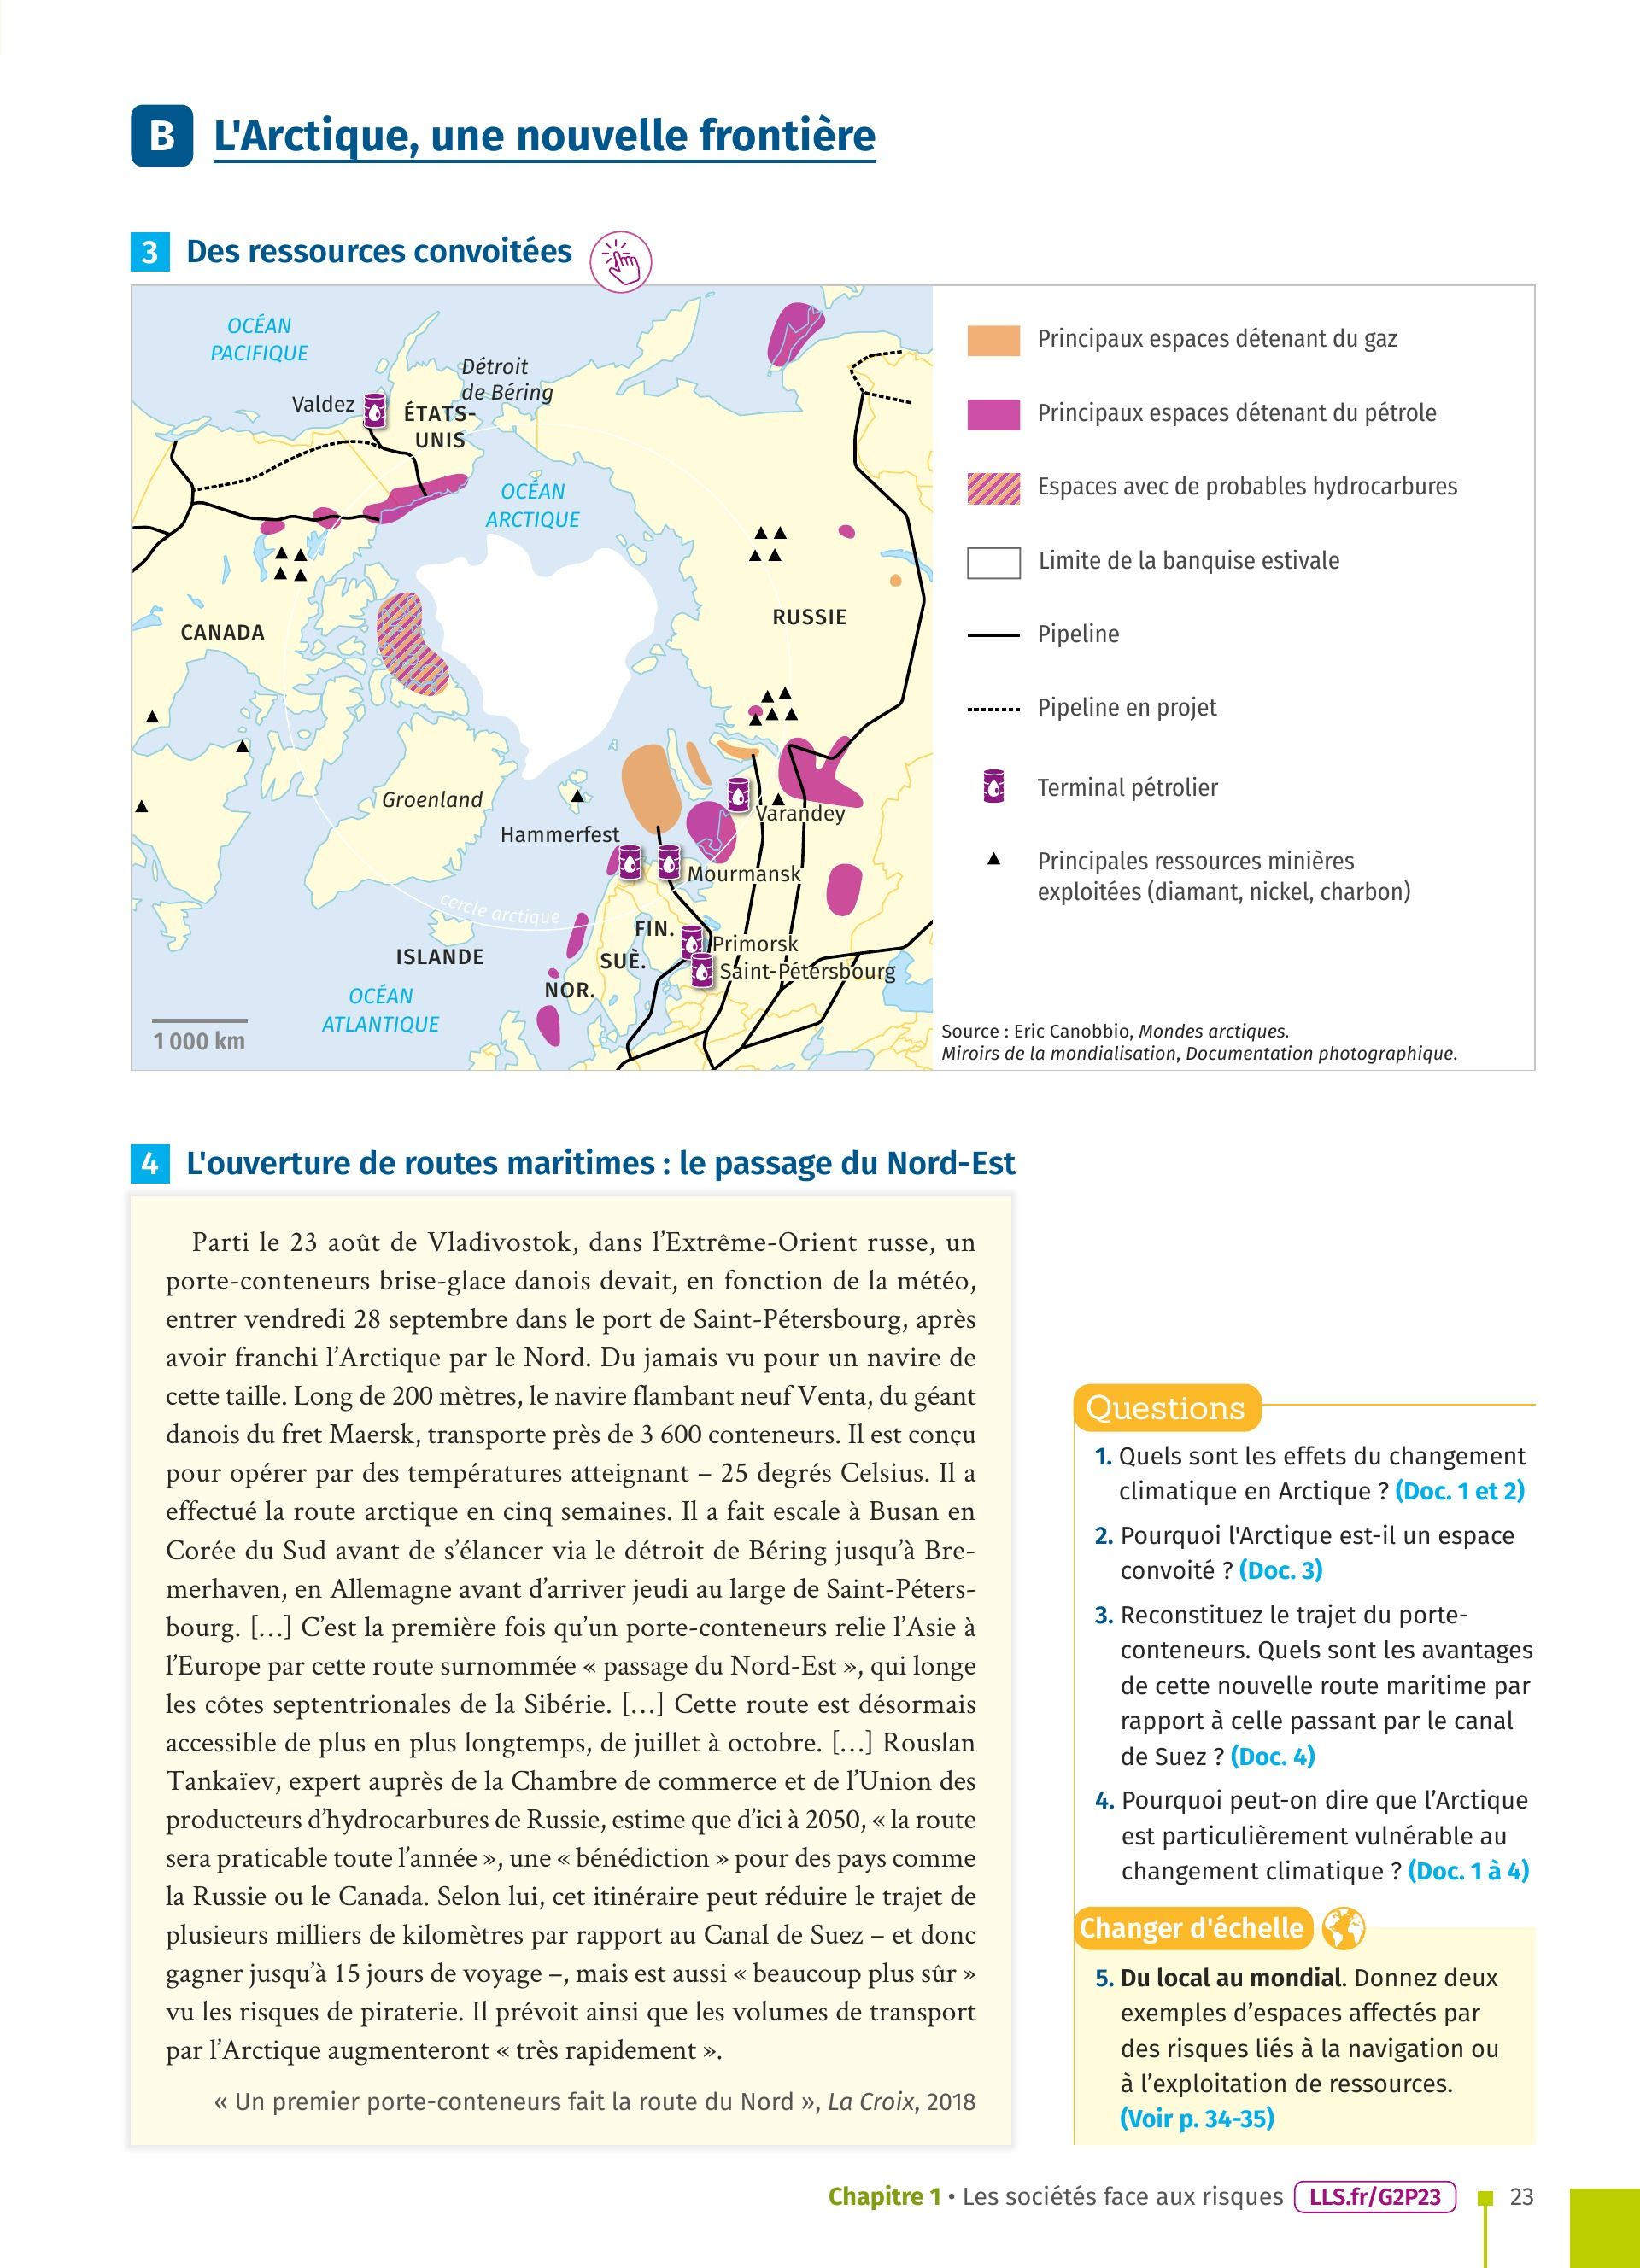 B L'Arctique, une nouvelle frontière
3 Des ressources convoitées
OCÉAN
PACIFIQUE
Détroit
de Béring
Valdez
ÉTATS-
UNIS
OCÉAN
ARCTIQUE
RUSSIE
CANADA
Groenland
Varandey
Hammerfest
Mourmansk
cercle arctique
FIN.
Primorsk
ISLANDE
SUÈ.
Saint-Pétersbourg
NOR.
OCÉAN
ATLANTIQUE
1 000 km
Principaux espaces détenant du gaz
Principaux espaces détenant du pétrole
Espaces avec de probables hydrocarbures
Limite de la banquise estivale
Pipeline
Pipeline en projet
Terminal pétrolier
Principales ressources minières
exploitées (diamant, nickel, charbon)
Source : Eric Canobbio, Mondes arctiques.
Miroirs de la mondialisation, Documentation photographique.
4 L'ouverture de routes maritimes : le passage du Nord-Est
Parti le 23 août de Vladivostok, dans l’Extrême-Orient russe, un
porte-conteneurs brise-glace danois devait, en fonction de la météo,
entrer vendredi 28 septembre dans le port de Saint-Pétersbourg, après
avoir franchi l’Arctique par le Nord. Du jamais vu pour un navire de
cette taille. Long de 200 mètres, le navire flambant neuf Venta, du géant
danois du fret Maersk, transporte près de 3 600 conteneurs. Il est conçu
pour opérer par des températures atteignant – 25 degrés Celsius. Il a
effectué la route arctique en cinq semaines. Il a fait escale à Busan en
Corée du Sud avant de s’élancer via le détroit de Béring jusqu’à Bre-
merhaven, en Allemagne avant d’arriver jeudi au large de Saint-Péters-
bourg. […] C’est la première fois qu’un porte-conteneurs relie l’Asie à
l’Europe par cette route surnommée « passage du Nord-Est », qui longe
les côtes septentrionales de la Sibérie. […] Cette route est désormais
accessible de plus en plus longtemps, de juillet à octobre. […] Rouslan
Tankaïev, expert auprès de la Chambre de commerce et de l’Union des
producteurs d’hydrocarbures de Russie, estime que d’ici à 2050, « la route
sera praticable toute l’année », une « bénédiction » pour des pays comme
la Russie ou le Canada. Selon lui, cet itinéraire peut réduire le trajet de
plusieurs milliers de kilomètres par rapport au Canal de Suez – et donc
gagner jusqu’à 15 jours de voyage –, mais est aussi « beaucoup plus sûr »
vu les risques de piraterie. Il prévoit ainsi que les volumes de transport
par l’Arctique augmenteront « très rapidement ».
« Un premier porte-conteneurs fait la route du Nord », La Croix, 2018
Questions
1. Quels sont les effets du changement
climatique en Arctique ? (Doc. 1 et 2)
2. Pourquoi l'Arctique est-il un espace
convoité ? (Doc. 3)
3. Reconstituez le trajet du porte-
conteneurs. Quels sont les avantages
de cette nouvelle route maritime par
rapport à celle passant par le canal
de Suez ? (Doc. 4)
4. Pourquoi peut-on dire que l’Arctique
est particulièrement vulnérable au
changement climatique ? (Doc. 1 à 4)
Changer d'échelle
5. Du local au mondial. Donnez deux
exemples d’espaces affectés par
des risques liés à la navigation ou
à l’exploitation de ressources.
(Voir p. 34-35)
Chapitre 1 • Les sociétés face aux risques LLS.fr/G2P23 23